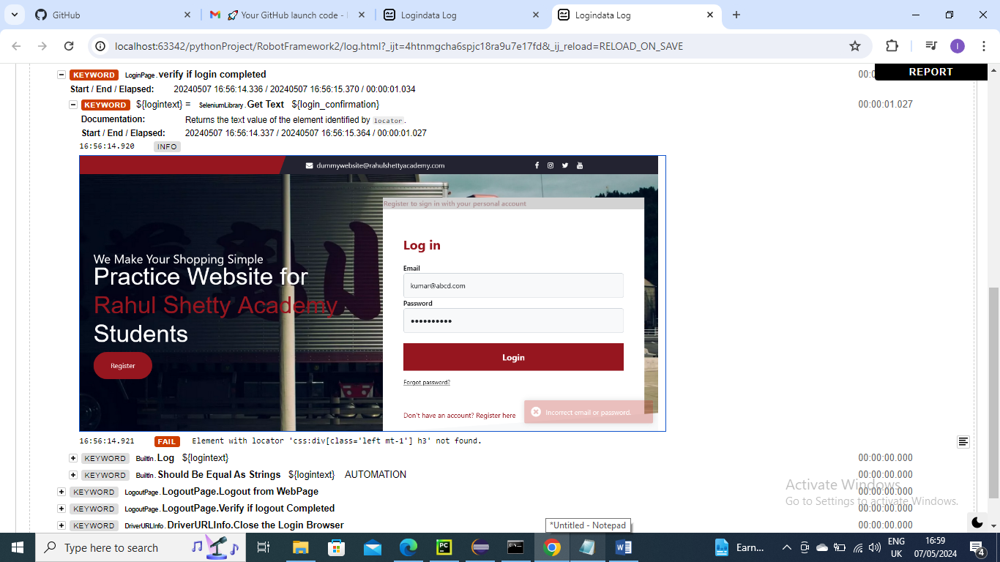 GitHub
Your GitHub launch code -
Logindata Log
Logindata Log
localhost:63342/pythonProject/RobotFramework2/log.html?_ijt=4htnmgcha6spjc18ra9u7e17fd&_ij_reload=RELOAD_ON_SAVE
I
REPORT
KEYWORD LoginPage.verify if login completed 00:0
Start / End / Elapsed: 20240507 16:56:14.336 / 20240507 16:56:15.370 / 00:00:01.034
KEYWORD ${logintext} = SeleniumLibrary.Get Text ${login_confirmation} 00:00:01.027
Documentation: Returns the text value of the element identified by locator.
Start / End / Elapsed: 20240507 16:56:14.337 / 20240507 16:56:15.364 / 00:00:01.027
16:56:14.920 INFO
dummywebsite@rahulshettyacademy.com
Register to sign in with your personal account
Log in
Email
kumar@abcd.com
Password
••••••••••
Login
Forgot password?
Don't have an account? Register here
Incorrect email or password.
We Make Your Shopping Simple
Practice Website for
Rahul Shetty Academy
Students
Register
16:56:14.921 FAIL Element with locator 'css:div[class='left mt-1'] h3' not found.
KEYWORD BuiltIn.Log ${logintext} 00:00:00.000
KEYWORD BuiltIn.Should Be Equal As Strings ${logintext} AUTOMATION 00:00:00.000
KEYWORD LogoutPage.LogoutPage.Logout from WebPage 00:00:00.000
KEYWORD LogoutPage.LogoutPage.Verify if logout Completed 00:00:00.000
KEYWORD DriverURLInfo.DriverURLInfo.Close the Login Browser 00:00:00.000
Activate Windows
Go to Settings to activate Windows.
*Untitled - Notepad
Type here to search
PC
W
Earn...
ENG
UK
16:59
07/05/2024
4